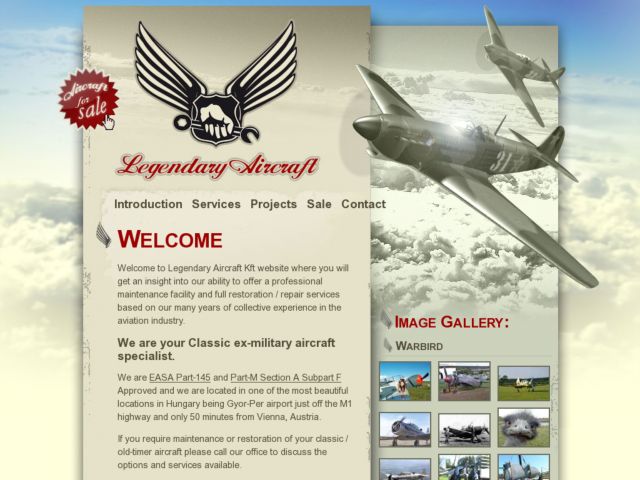 Aircraft
for
sale
Legendary Aircraft
31
Introduction Services Projects Sale Contact
WELCOME
Welcome to Legendary Aircraft Kft website where you will
get an insight into our ability to offer a professional
maintenance facility and full restoration / repair services
based on our many years of collective experience in the
aviation industry.
We are your Classic ex-military aircraft
specialist.
We are EASA Part-145 and Part-M Section A Subpart F
Approved and we are located in one of the most beautiful
locations in Hungary being Gyor-Per airport just off the M1
highway and only 50 minutes from Vienna, Austria.
If you require maintenance or restoration of your classic /
old-timer aircraft please call our office to discuss the
options and services available.
IMAGE GALLERY:
WARBIRD